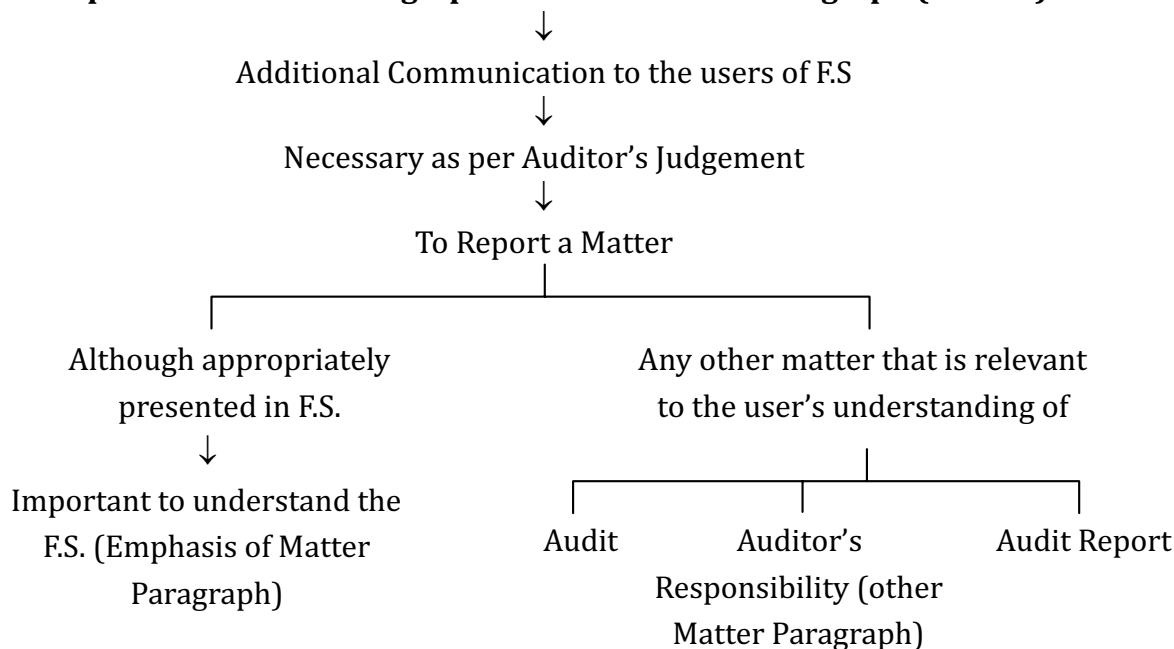 ↓
Additional Communication to the users of F.S
↓
Necessary as per Auditor’s Judgement
↓
To Report a Matter
Although appropriately
presented in F.S.
↓
Important to understand the
F.S. (Emphasis of Matter
Paragraph)
Any other matter that is relevant
to the user’s understanding of
Audit
Auditor’s
Responsibility (other
Matter Paragraph)
Audit Report